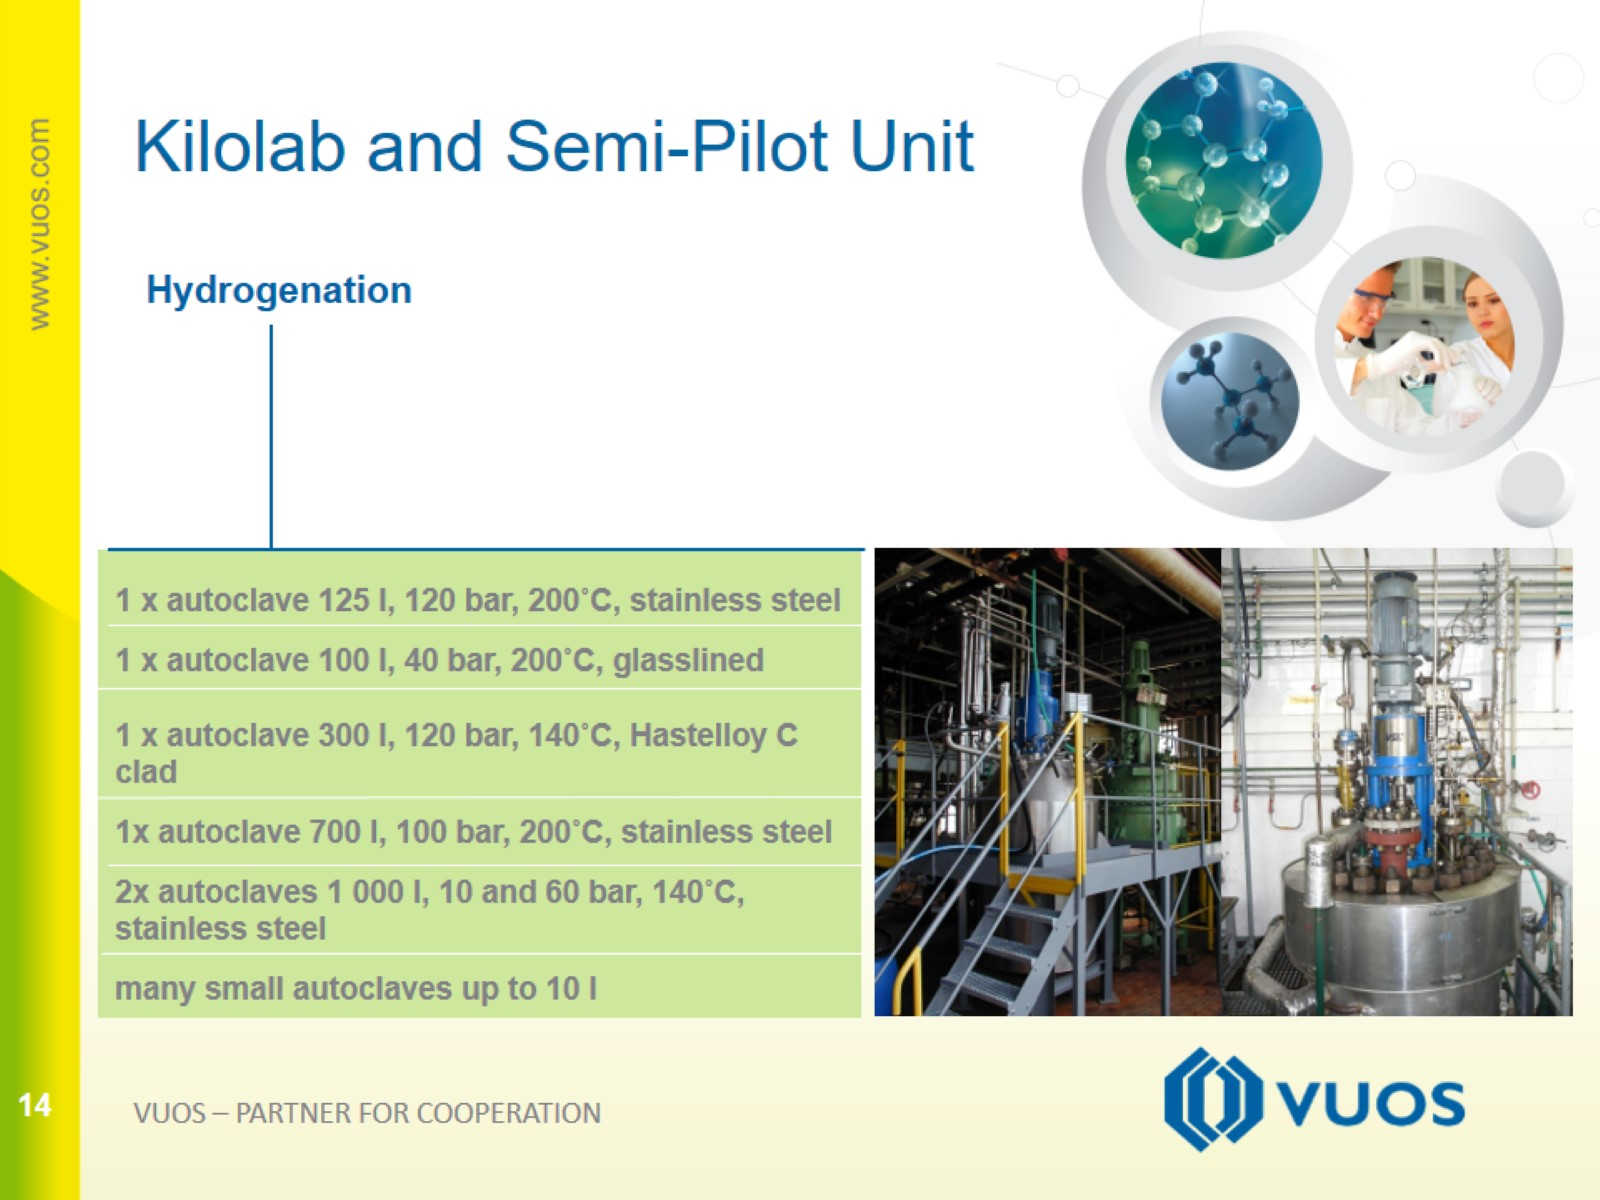 www.vuos.com
Kilolab and Semi-Pilot Unit
Hydrogenation
1 x autoclave 125 l, 120 bar, 200˚C, stainless steel
1 x autoclave 100 l, 40 bar, 200˚C, glasslined
1 x autoclave 300 l, 120 bar, 140˚C, Hastelloy C
clad
1x autoclave 700 l, 100 bar, 200˚C, stainless steel
2x autoclaves 1 000 l, 10 and 60 bar, 140˚C,
stainless steel
many small autoclaves up to 10 l
14
VUOS – PARTNER FOR COOPERATION
VUOS